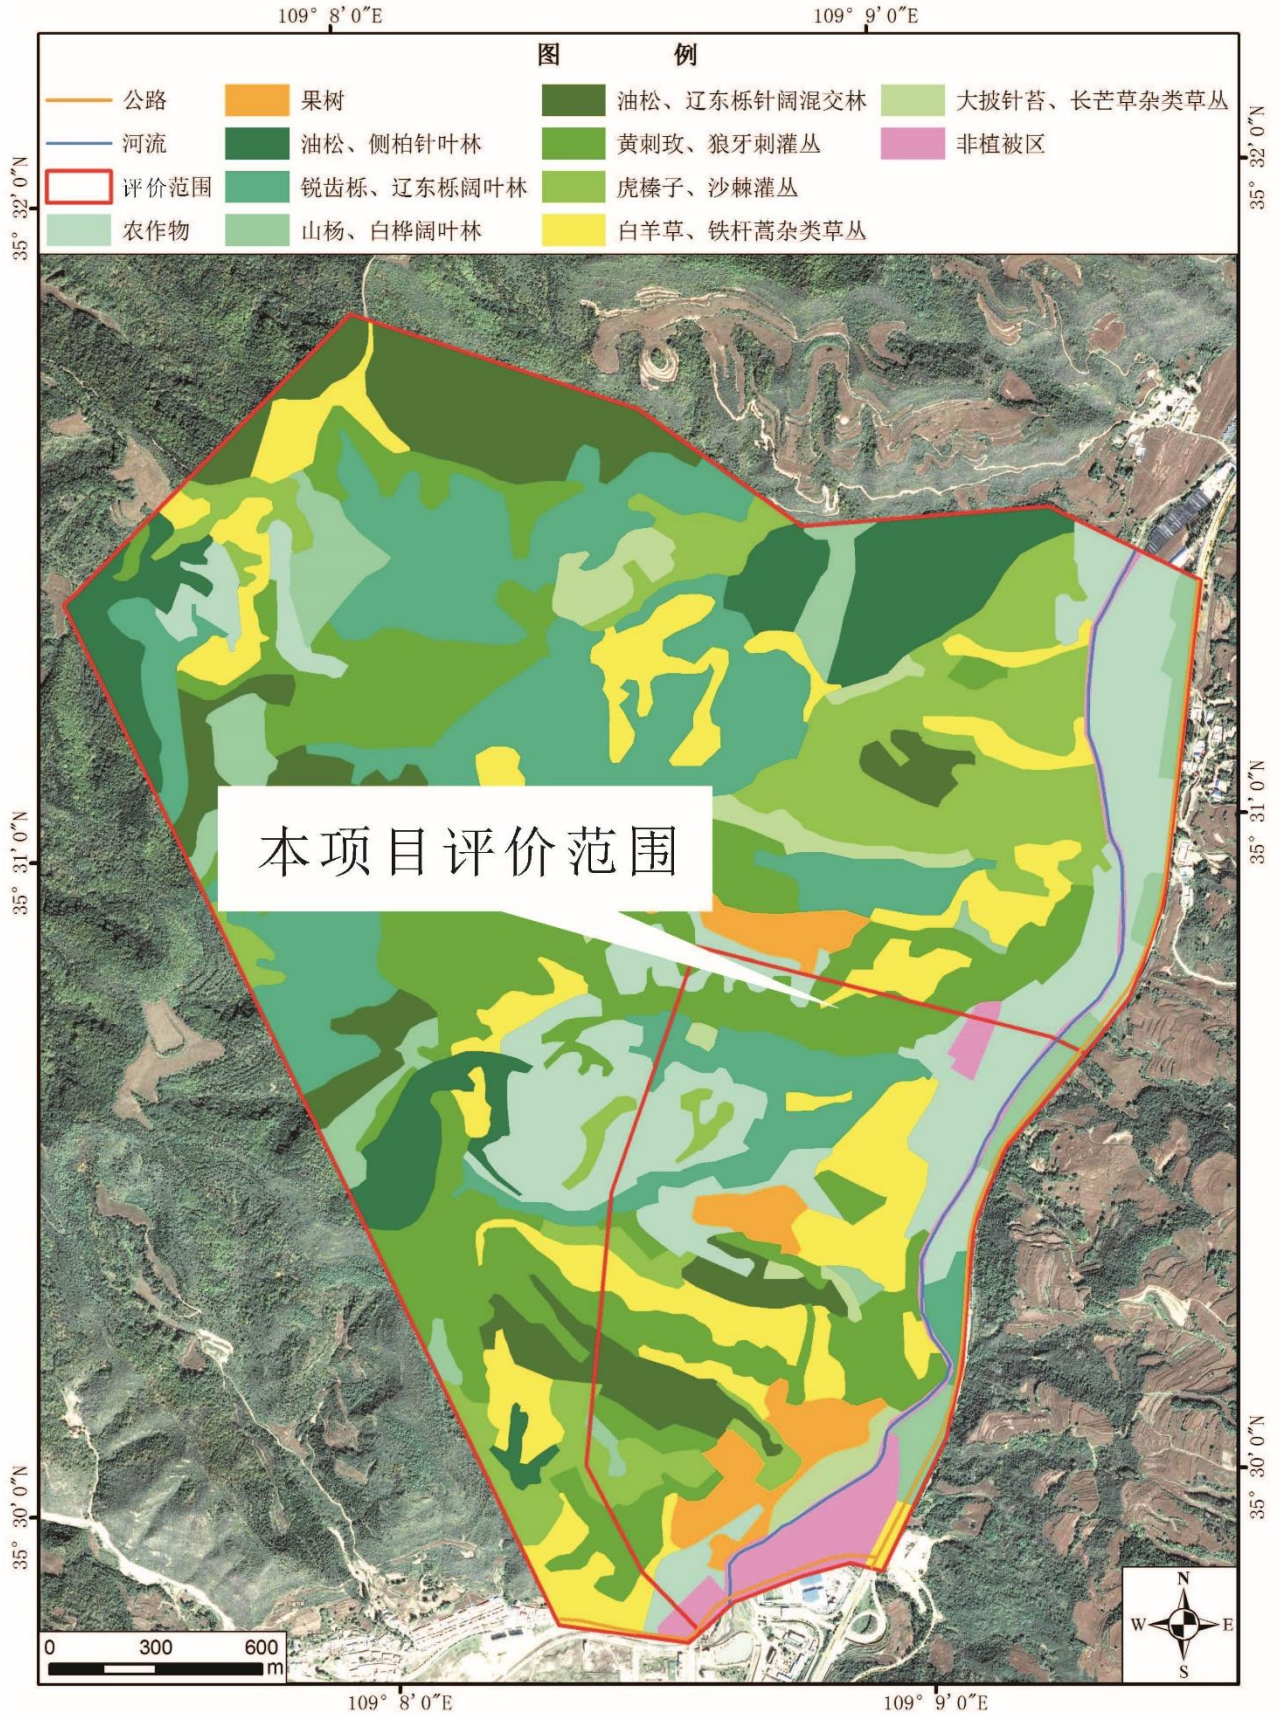 109° 8′ 0″E
109° 9′ 0″E
图 例
公路
果树
油松、辽东栎针阔混交林
大披针苔、长芒草杂类草丛
河流
油松、侧柏针叶林
黄刺玫、狼牙刺灌丛
非植被区
评价范围
锐齿栎、辽东栎阔叶林
虎榛子、沙棘灌丛
农作物
山杨、白桦阔叶林
白羊草、铁杆蒿杂类草丛
35° 32′ 0″N
35° 32′ 0″N
本项目评价范围
35° 31′ 0″N
35° 31′ 0″N
35° 30′ 0″N
35° 30′ 0″N
N
W
E
S
0 300 600
m
109° 8′ 0″E
109° 9′ 0″E